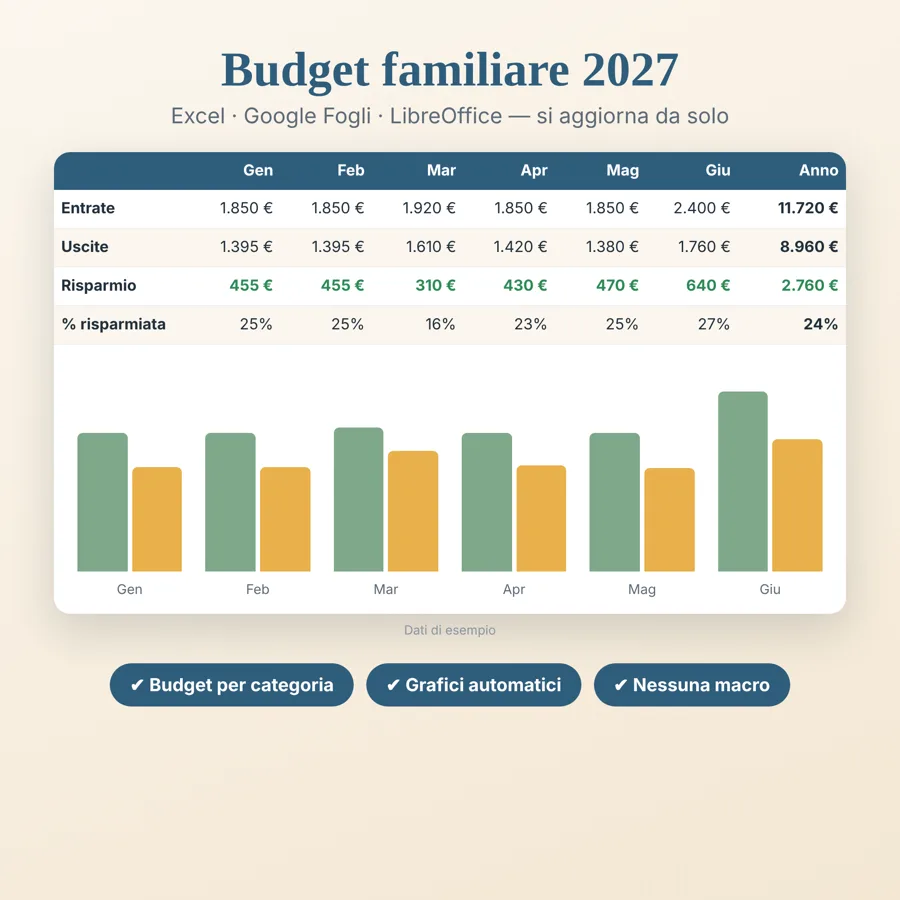 Budget familiare 2027
Excel · Google Fogli · LibreOffice — si aggiorna da solo
Gen Feb Mar Apr Mag Giu Anno
Entrate 1.850 € 1.850 € 1.920 € 1.850 € 1.850 € 2.400 € 11.720 €
Uscite 1.395 € 1.395 € 1.610 € 1.420 € 1.380 € 1.760 € 8.960 €
Risparmio 455 € 455 € 310 € 430 € 470 € 640 € 2.760 €
% risparmiata 25% 25% 16% 23% 25% 27% 24%
Gen Feb Mar Apr Mag Giu
Dati di esempio
✔ Budget per categoria ✔ Grafici automatici ✔ Nessuna macro